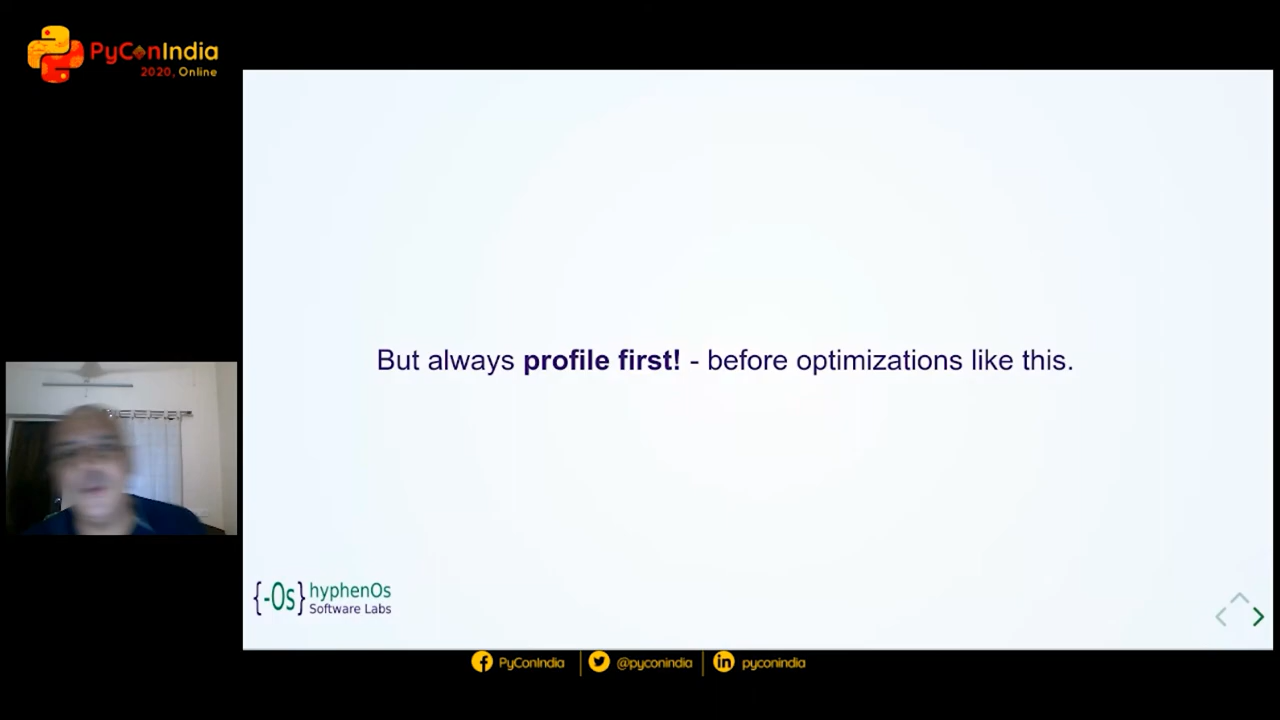 PyConIndia
2020, Online
But always profile first! - before optimizations like this.
{-Os} hyphenOs
Software Labs
PyConIndia
@pyconindia
pyconindia